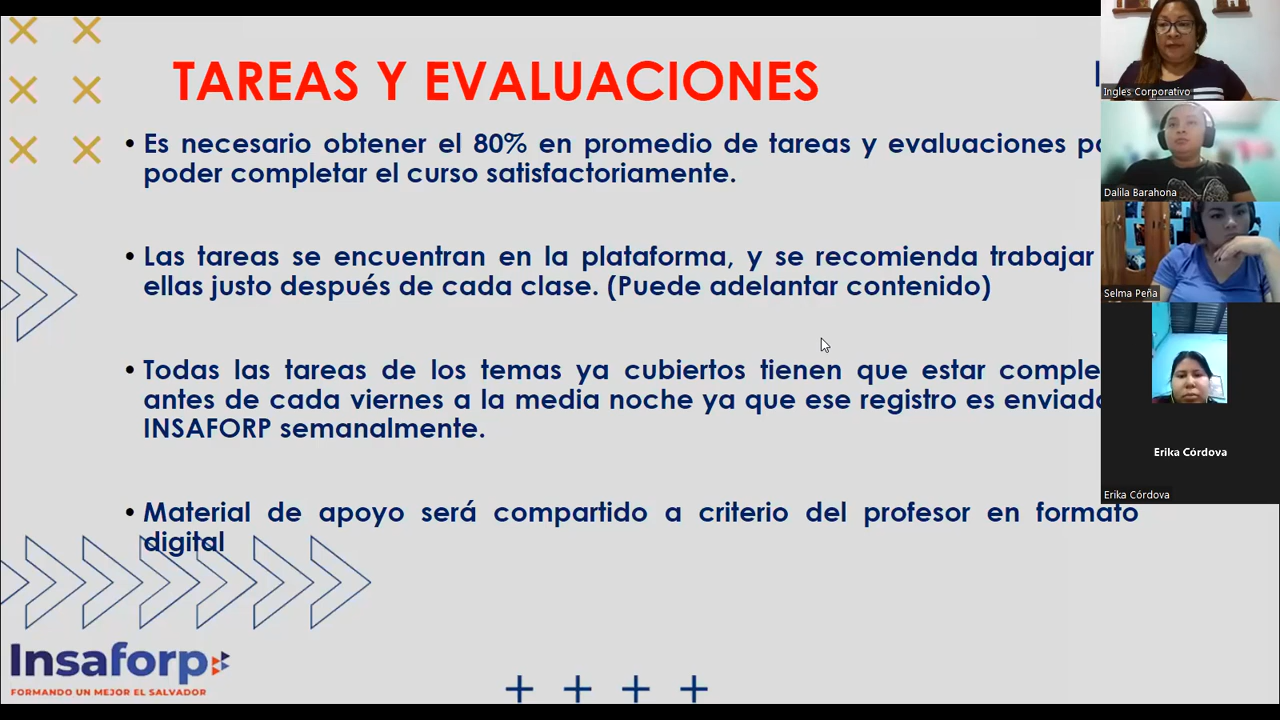 TAREAS Y EVALUACIONES
• Es necesario obtener el 80% en promedio de tareas y evaluaciones
poder completar el curso satisfactoriamente.
• Las tareas se encuentran en la plataforma, y se recomienda trabajar
ellas justo después de cada clase. (Puede adelantar contenido)
• Todas las tareas de los temas ya cubiertos tienen que estar
antes de cada viernes a la media noche ya que ese registro es
INSAFORP semanalmente.
• Material de apoyo será compartido a criterio del profesor en formato
digital
Insaforp
FORMANDO UN MEJOR EL SALVADOR
Ingles Corporativo
Dalila Barahona
Selma Peña
Erika Córdova
Erika Córdova